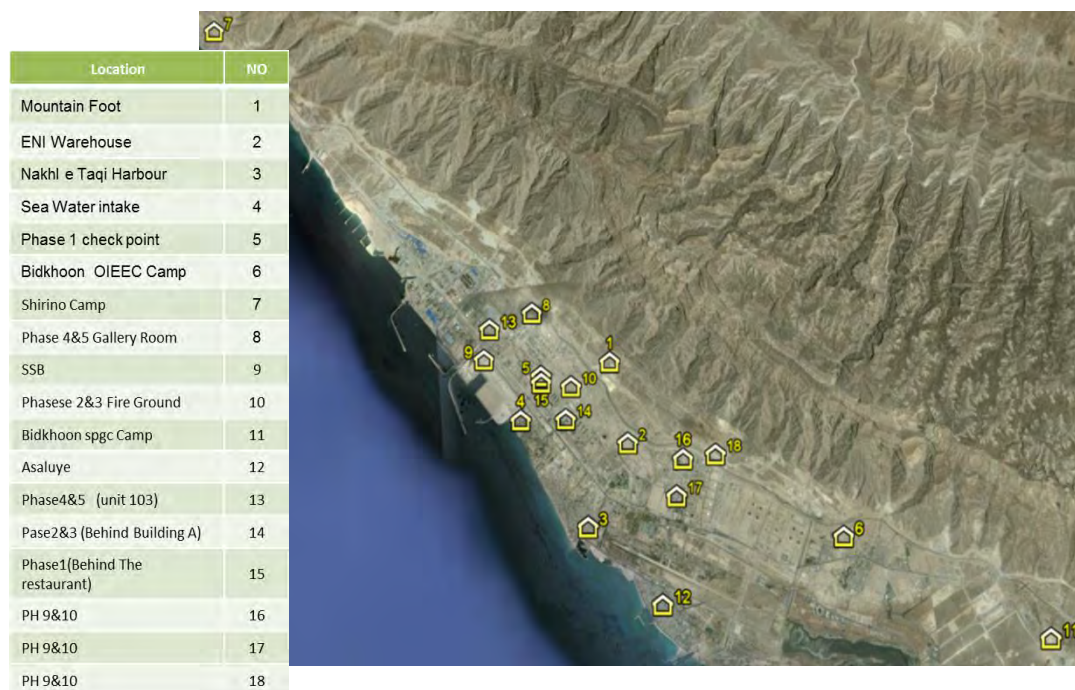 Location NO
Mountain Foot 1
ENI Warehouse 2
Nakhl e Taqi Harbour 3
Sea Water intake 4
Phase 1 check point 5
Bidkhoon OIEEC Camp 6
Shirino Camp 7
Phase 4&5 Gallery Room 8
SSB 9
Phasese 2&3 Fire Ground 10
Bidkhoon spgc Camp 11
Asaluye 12
Phase4&5 (unit 103) 13
Pase2&3 (Behind Building A) 14
Phase1(Behind The
restaurant) 15
PH 9&10 16
PH 9&10 17
PH 9&10 18
7
8
13
1
9
5
10
15
4
14
2
16
18
17
3
6
12
11